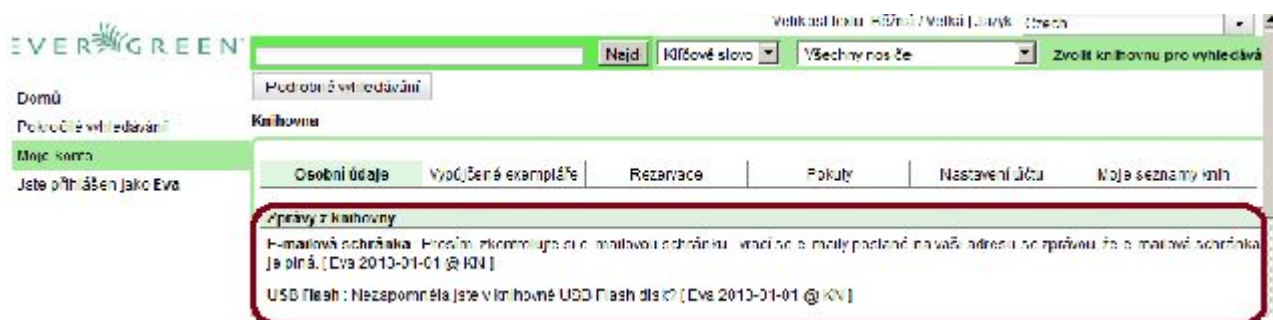 Velikost textu: Běžná / Velká | Jazyk: Czech
EVERGREEN
Najdi Klíčové slovo Všechny nosiče Zvolit knihovnu pro vyhledává
Podrobné vyhledávání
Domů
Pokročilé vyhledávání
Knihovna
Moje konto
Osobní údaje Vypůjčené exempláře Rezervace Pokuty Nastavení účtu Moje seznamy knih
Jste přihlášen jako Eva
Zprávy z knihovny
E-mailová schránka : Prosím, zkontrolujte si e-mailovou schránku - vrací se e-maily poslané na vaši adresu se zprávou, že e-mailová schránka
je plná. [ Eva 2013-01-01 @ KN ]
USB Flash : Nezapomněla jste v knihovně USB Flash disk? [ Eva 2013-01-01 @ KN ]